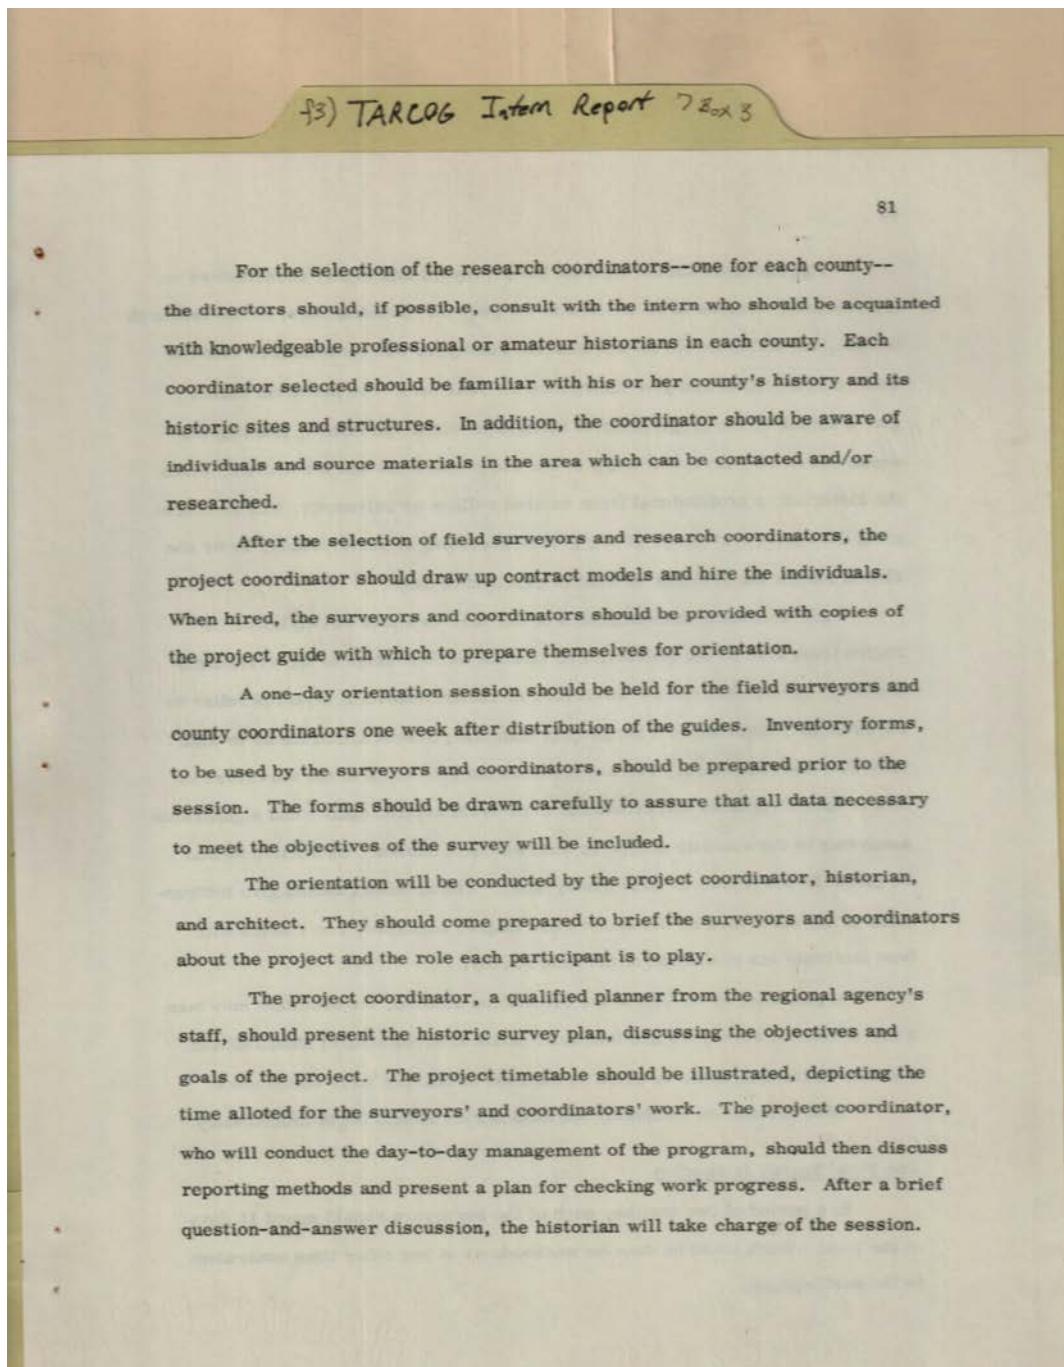 f3) TARCOG Intern Report > Box 3
81
For the selection of the research coordinators--one for each county--
the directors should, if possible, consult with the intern who should be acquainted
with knowledgeable professional or amateur historians in each county. Each
coordinator selected should be familiar with his or her county's history and its
historic sites and structures. In addition, the coordinator should be aware of
individuals and source materials in the area which can be contacted and/or
researched.
After the selection of field surveyors and research coordinators, the
project coordinator should draw up contract models and hire the individuals.
When hired, the surveyors and coordinators should be provided with copies of
the project guide with which to prepare themselves for orientation.
A one-day orientation session should be held for the field surveyors and
county coordinators one week after distribution of the guides. Inventory forms,
to be used by the surveyors and coordinators, should be prepared prior to the
session. The forms should be drawn carefully to assure that all data necessary
to meet the objectives of the survey will be included.
The orientation will be conducted by the project coordinator, historian,
and architect. They should come prepared to brief the surveyors and coordinators
about the project and the role each participant is to play.
The project coordinator, a qualified planner from the regional agency's
staff, should present the historic survey plan, discussing the objectives and
goals of the project. The project timetable should be illustrated, depicting the
time alloted for the surveyors' and coordinators' work. The project coordinator,
who will conduct the day-to-day management of the program, should then discuss
reporting methods and present a plan for checking work progress. After a brief
question-and-answer discussion, the historian will take charge of the session.